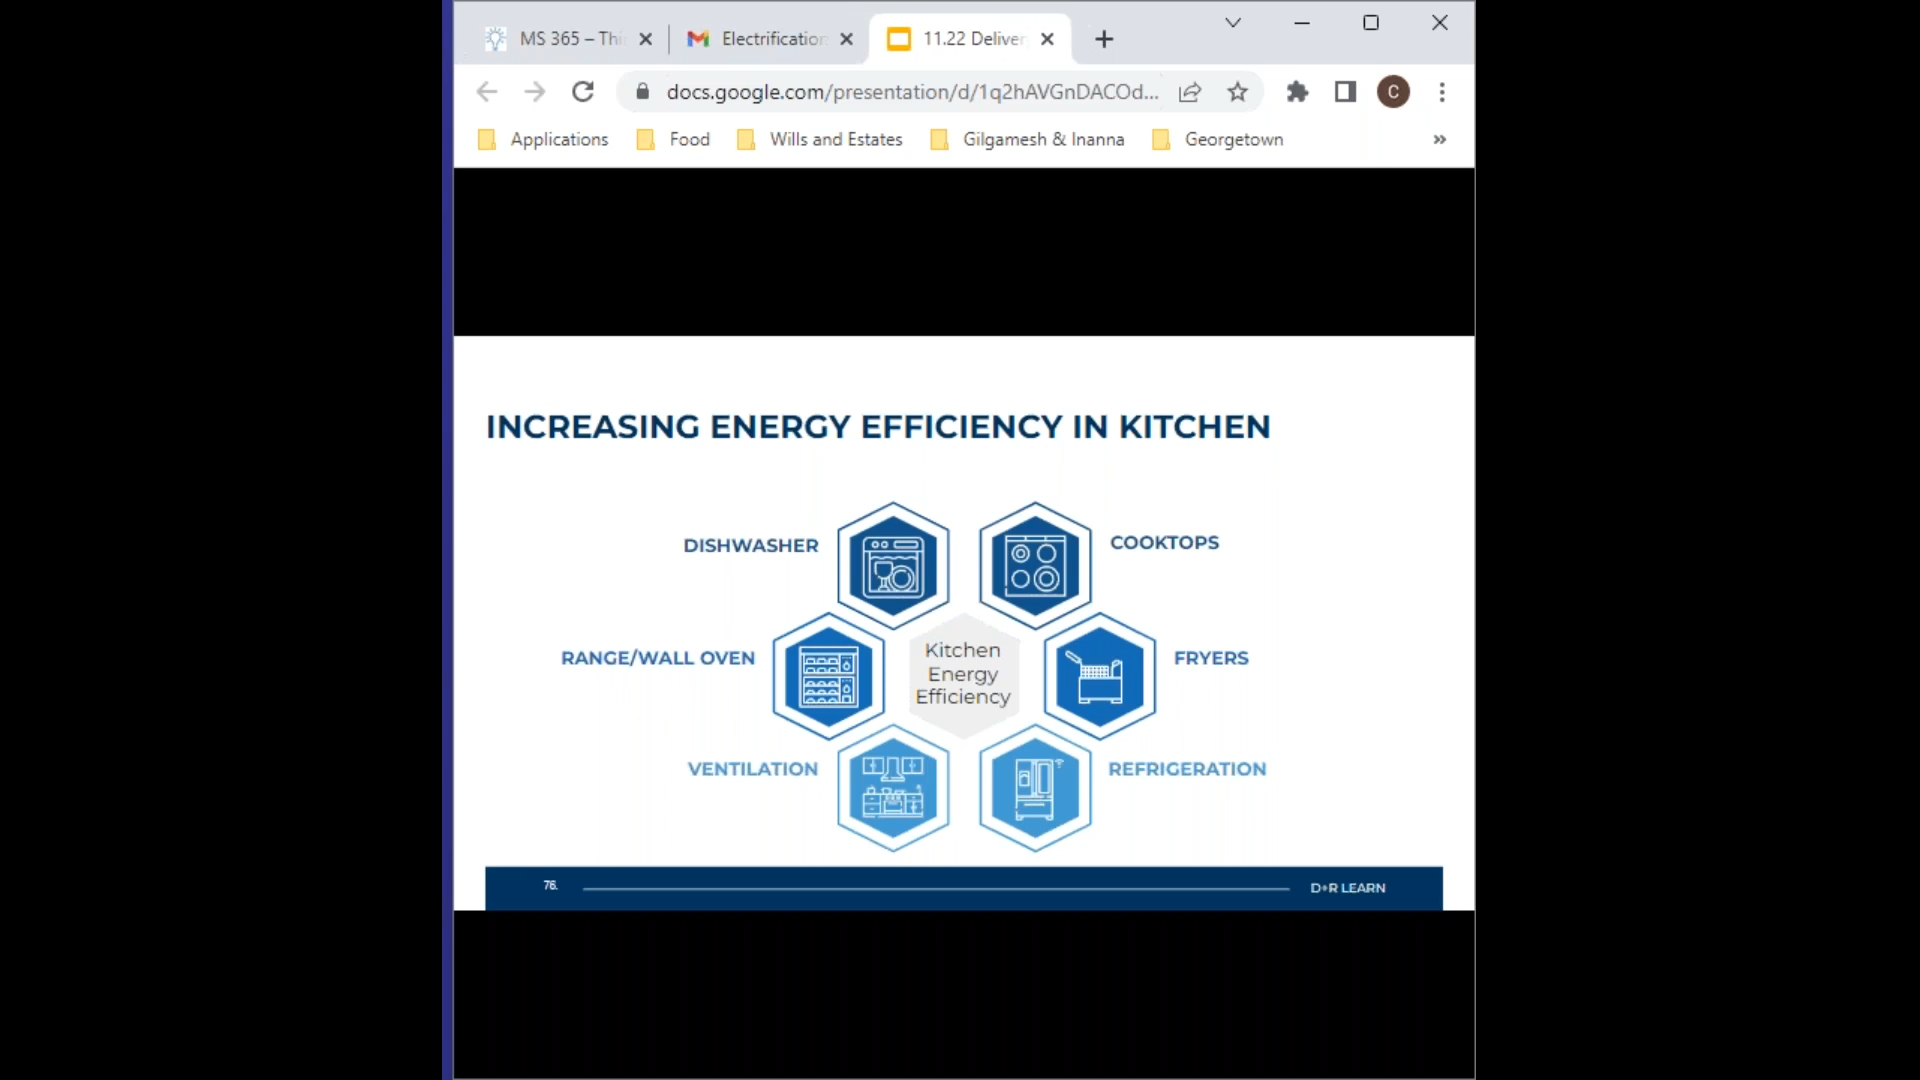 MS 365 – Thi
Electrification
11.22 Deliver
docs.google.com/presentation/d/1q2hAVGnDACOd...
C
Applications
Food
Wills and Estates
Gilgamesh & Inanna
Georgetown
»
INCREASING ENERGY EFFICIENCY IN KITCHEN
DISHWASHER
COOKTOPS
RANGE/WALL OVEN
Kitchen
Energy
Efficiency
FRYERS
VENTILATION
REFRIGERATION
76.
D+R LEARN